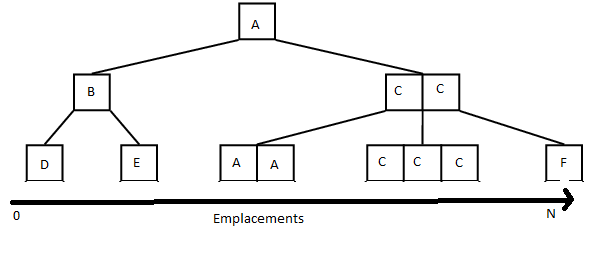 A
B C C
D E A A C C C F
0 Emplacements N